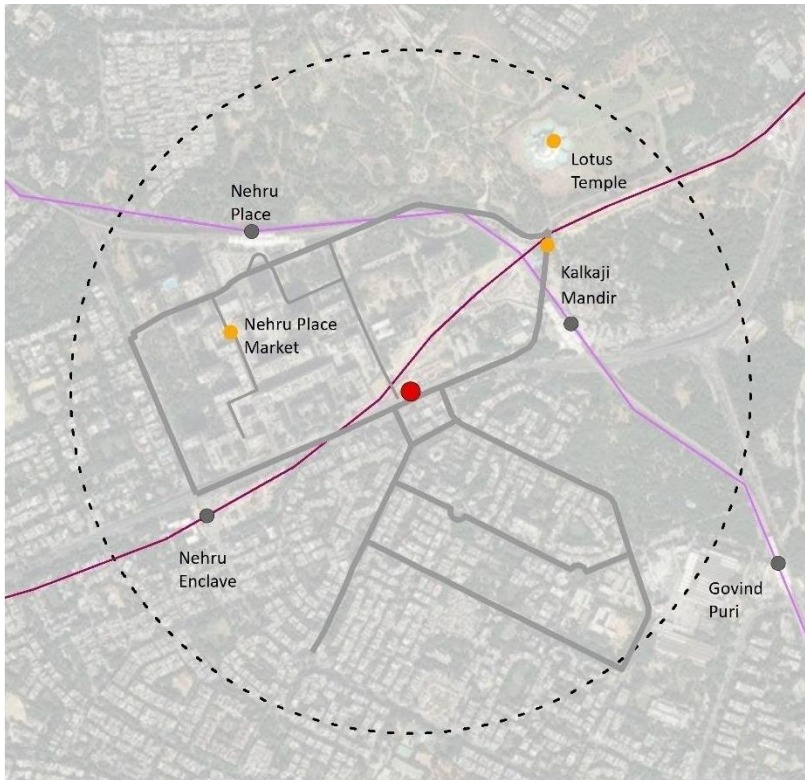 Lotus
Temple
Nehru
Place
Kalkaji
Mandir
Nehru Place
Market
Nehru
Enclave
Govind
Puri